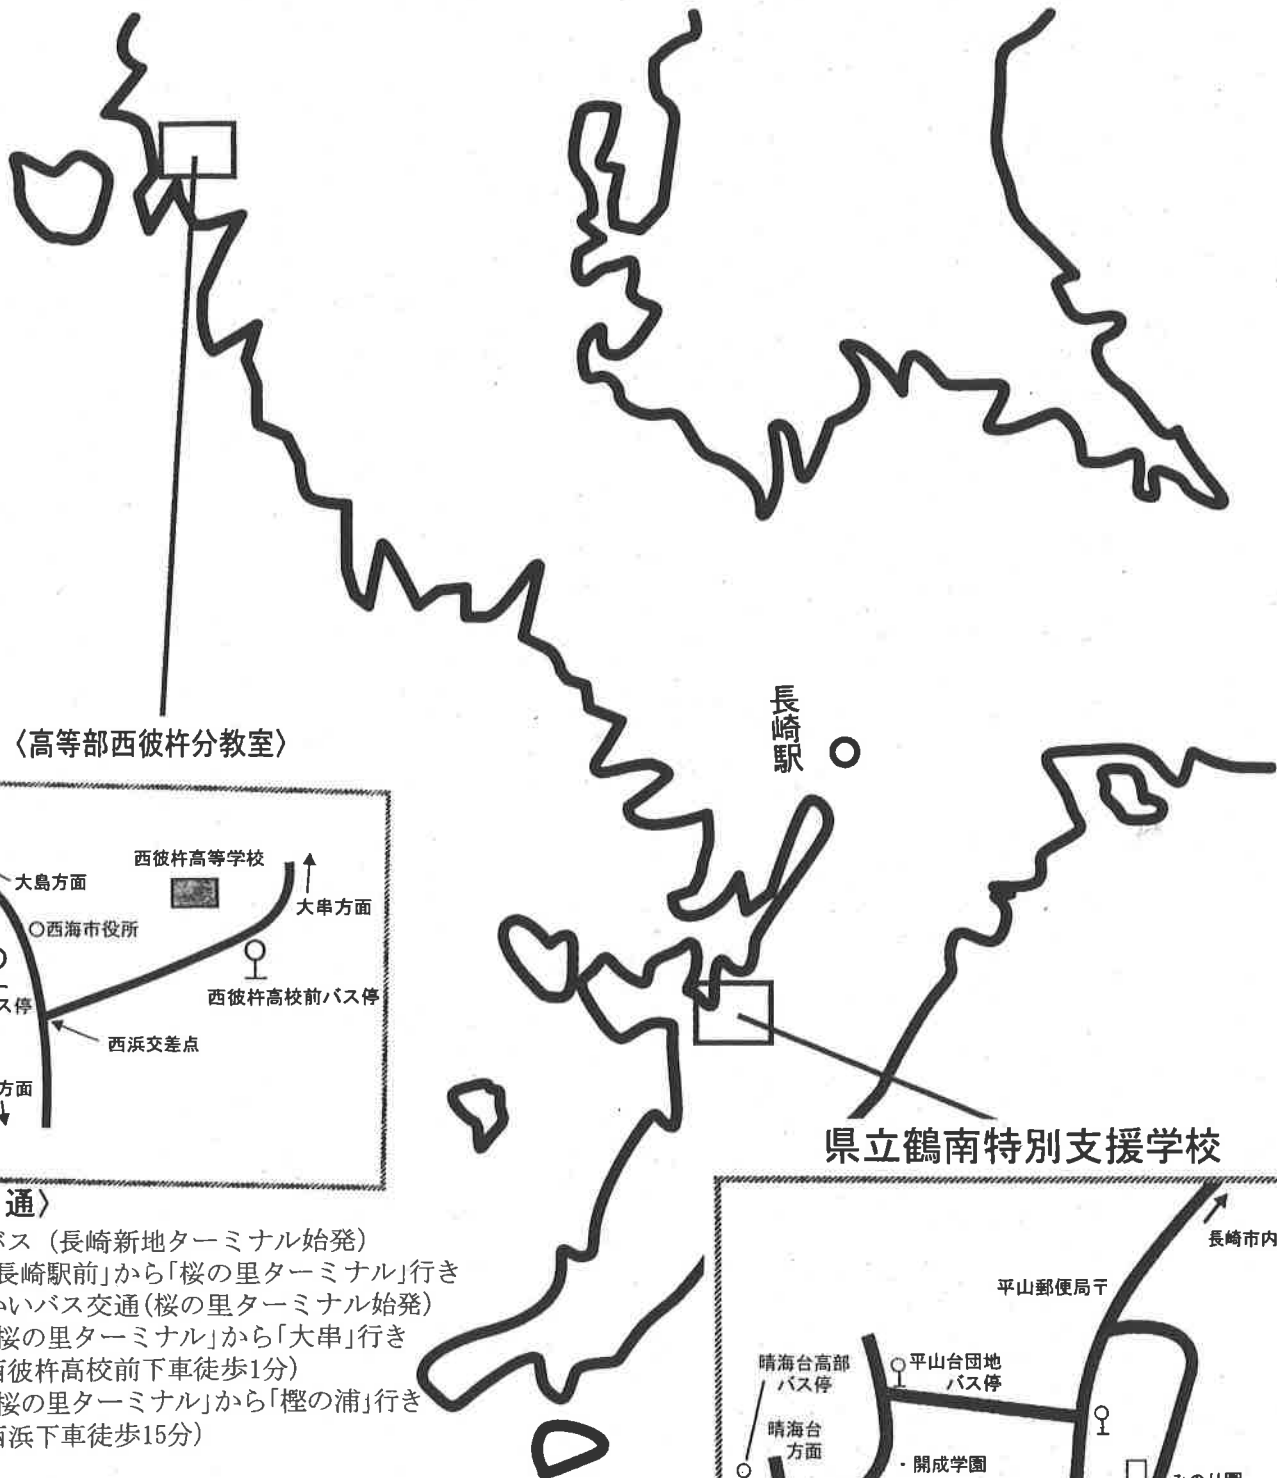 長崎駅
〈高等部西彼杵分教室〉
西彼杵高等学校
大島方面
大串方面
○西海市役所
ス停
西彼杵高校前バス停
西浜交差点
方面
県立鶴南特別支援学校
通〉
バス（長崎新地ターミナル始発）
長崎駅前」から「桜の里ターミナル」行き
いバス交通(桜の里ターミナル始発）
桜の里ターミナル」から「大串」行き
西彼杵高校前下車徒歩1分）
桜の里ターミナル」から「樫の浦」行き
西浜下車徒歩15分）
長崎市内
平山郵便局〒
晴海台高部
バス停
平山台団地
バス停
晴海台
方面
・開成学園